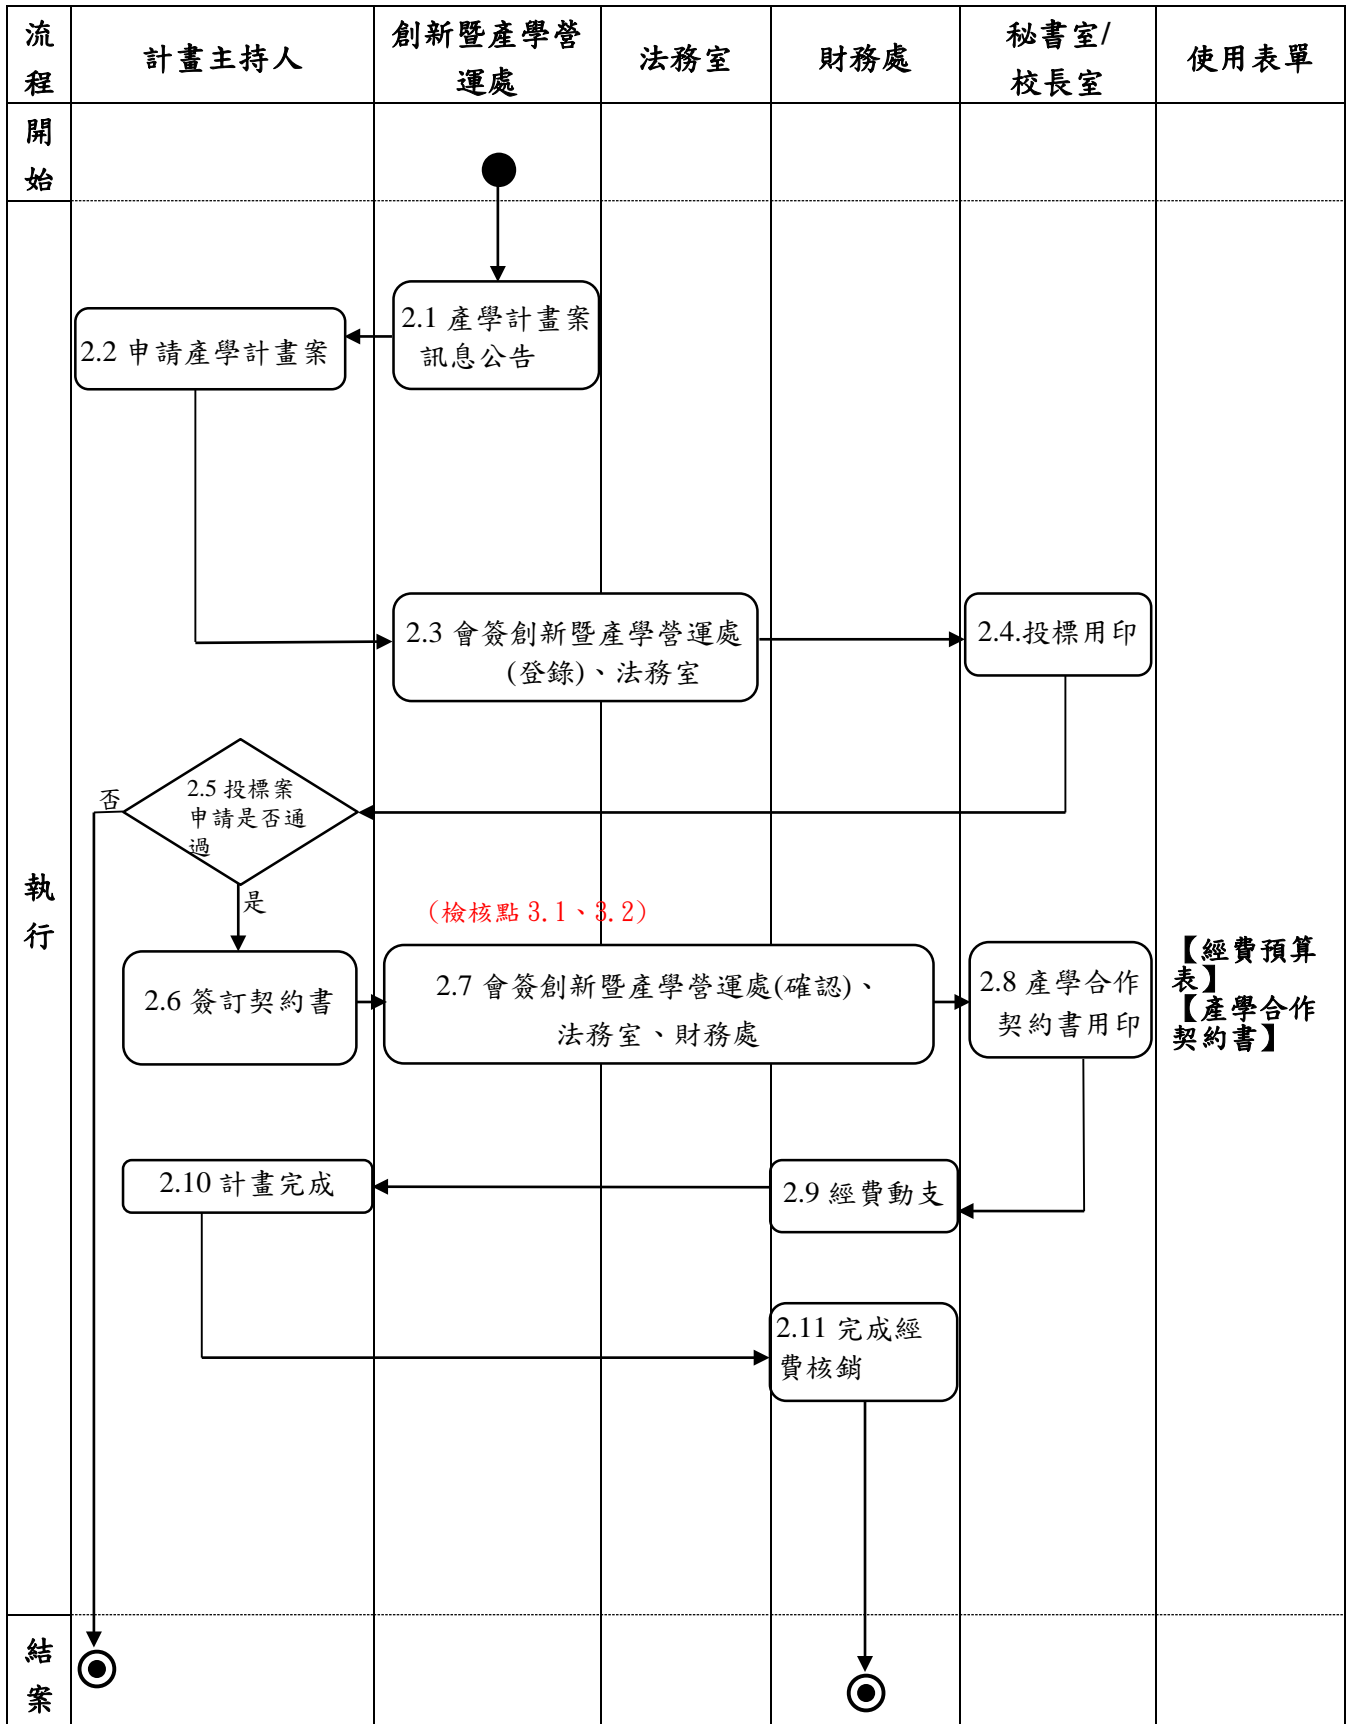 流
程
計畫主持人
創新暨產學營
運處
法務室
財務處
秘書室/
校長室
使用表單
開
始
2.1 產學計畫案
訊息公告
2.2 申請產學計畫案
2.3 會簽創新暨產學營運處
(登錄)、法務室
2.4.投標用印
2.5 投標案
申請是否通
過
否
是
執
行
(檢核點 3.1、3.2)
2.6 簽訂契約書
2.7 會簽創新暨產學營運處(確認)、
法務室、財務處
2.8 產學合作
契約書用印
【經費預算
表】
【產學合作
契約書】
2.9 經費動支
2.10 計畫完成
2.11 完成經
費核銷
結
案